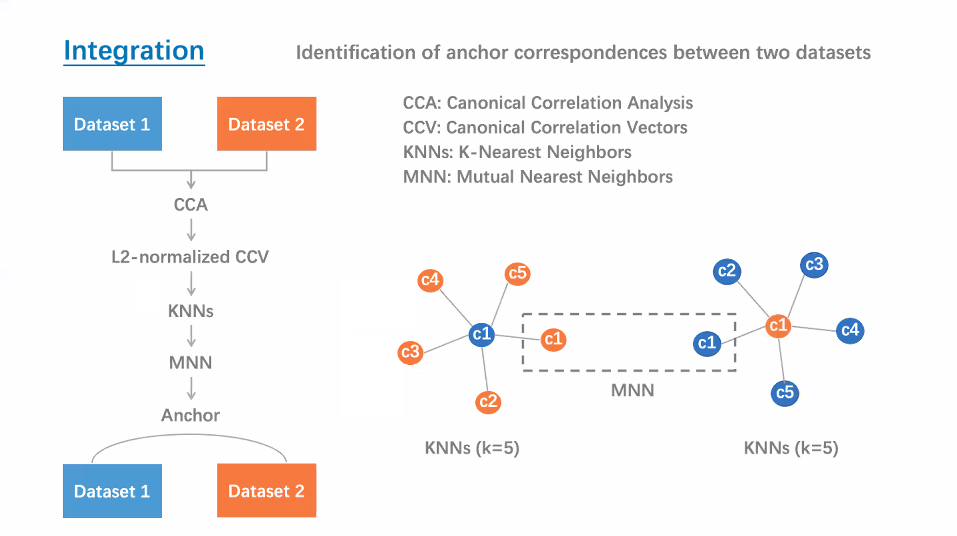 Integration
Identification of anchor correspondences between two datasets
Dataset 1
Dataset 2
CCA: Canonical Correlation Analysis
CCV: Canonical Correlation Vectors
KNNs: K-Nearest Neighbors
MNN: Mutual Nearest Neighbors
CCA
L2-normalized CCV
KNNs
MNN
Anchor
Dataset 1
Dataset 2
c4
c5
c1
c1
c3
c2
KNNs (k=5)
MNN
c2
c3
c1
c1
c4
c5
KNNs (k=5)